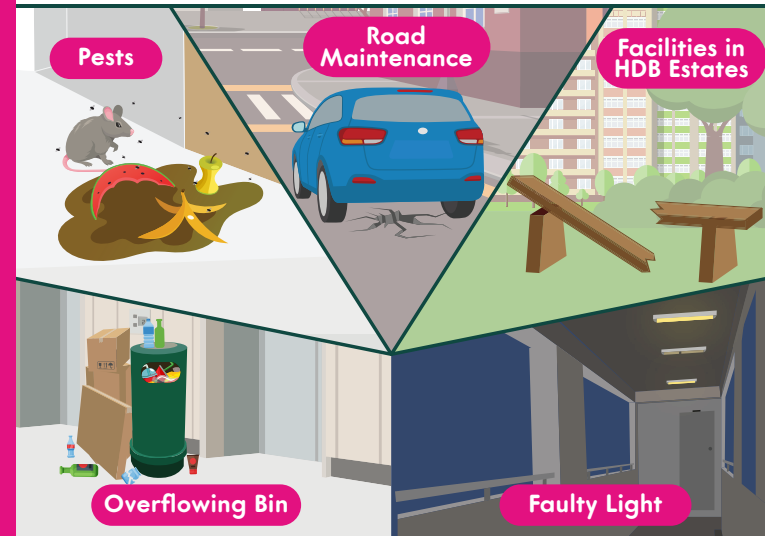 Pests
Road
Maintenance
Facilities in
HDB Estates
Overflowing Bin
Faulty Light